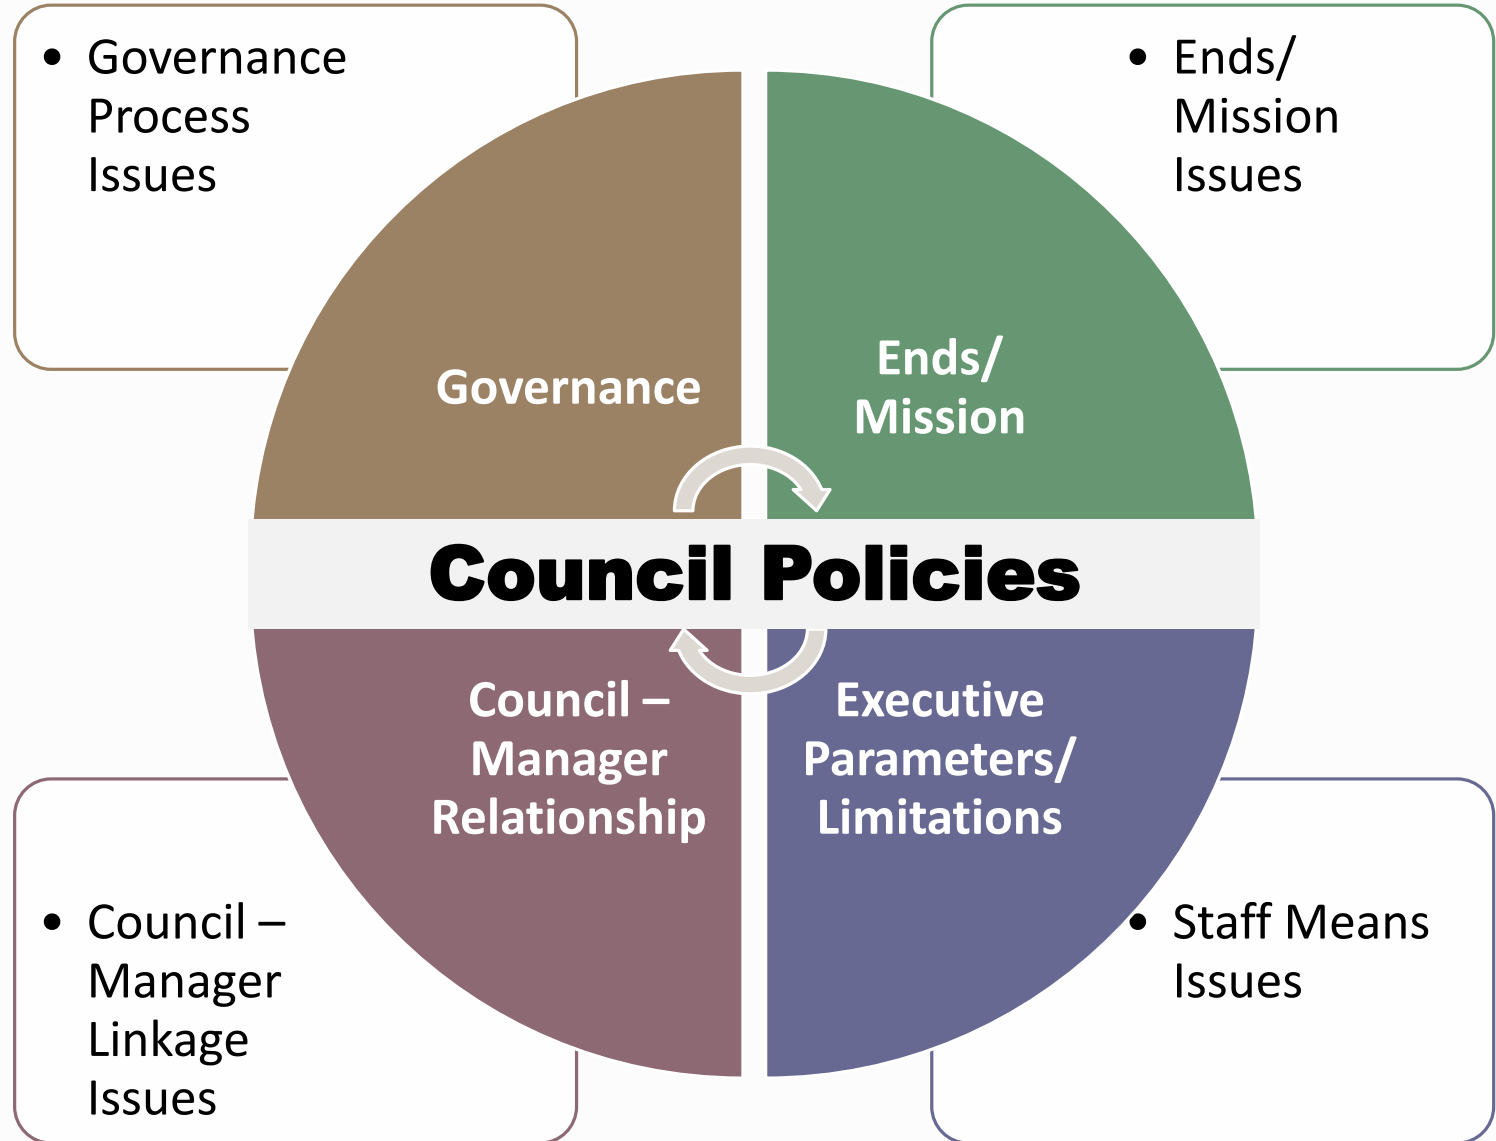 • Governance
Process
Issues
• Ends/
Mission
Issues
Governance
Ends/
Mission
Council Policies
Council –
Manager
Relationship
Executive
Parameters/
Limitations
• Council –
Manager
Linkage
Issues
• Staff Means
Issues